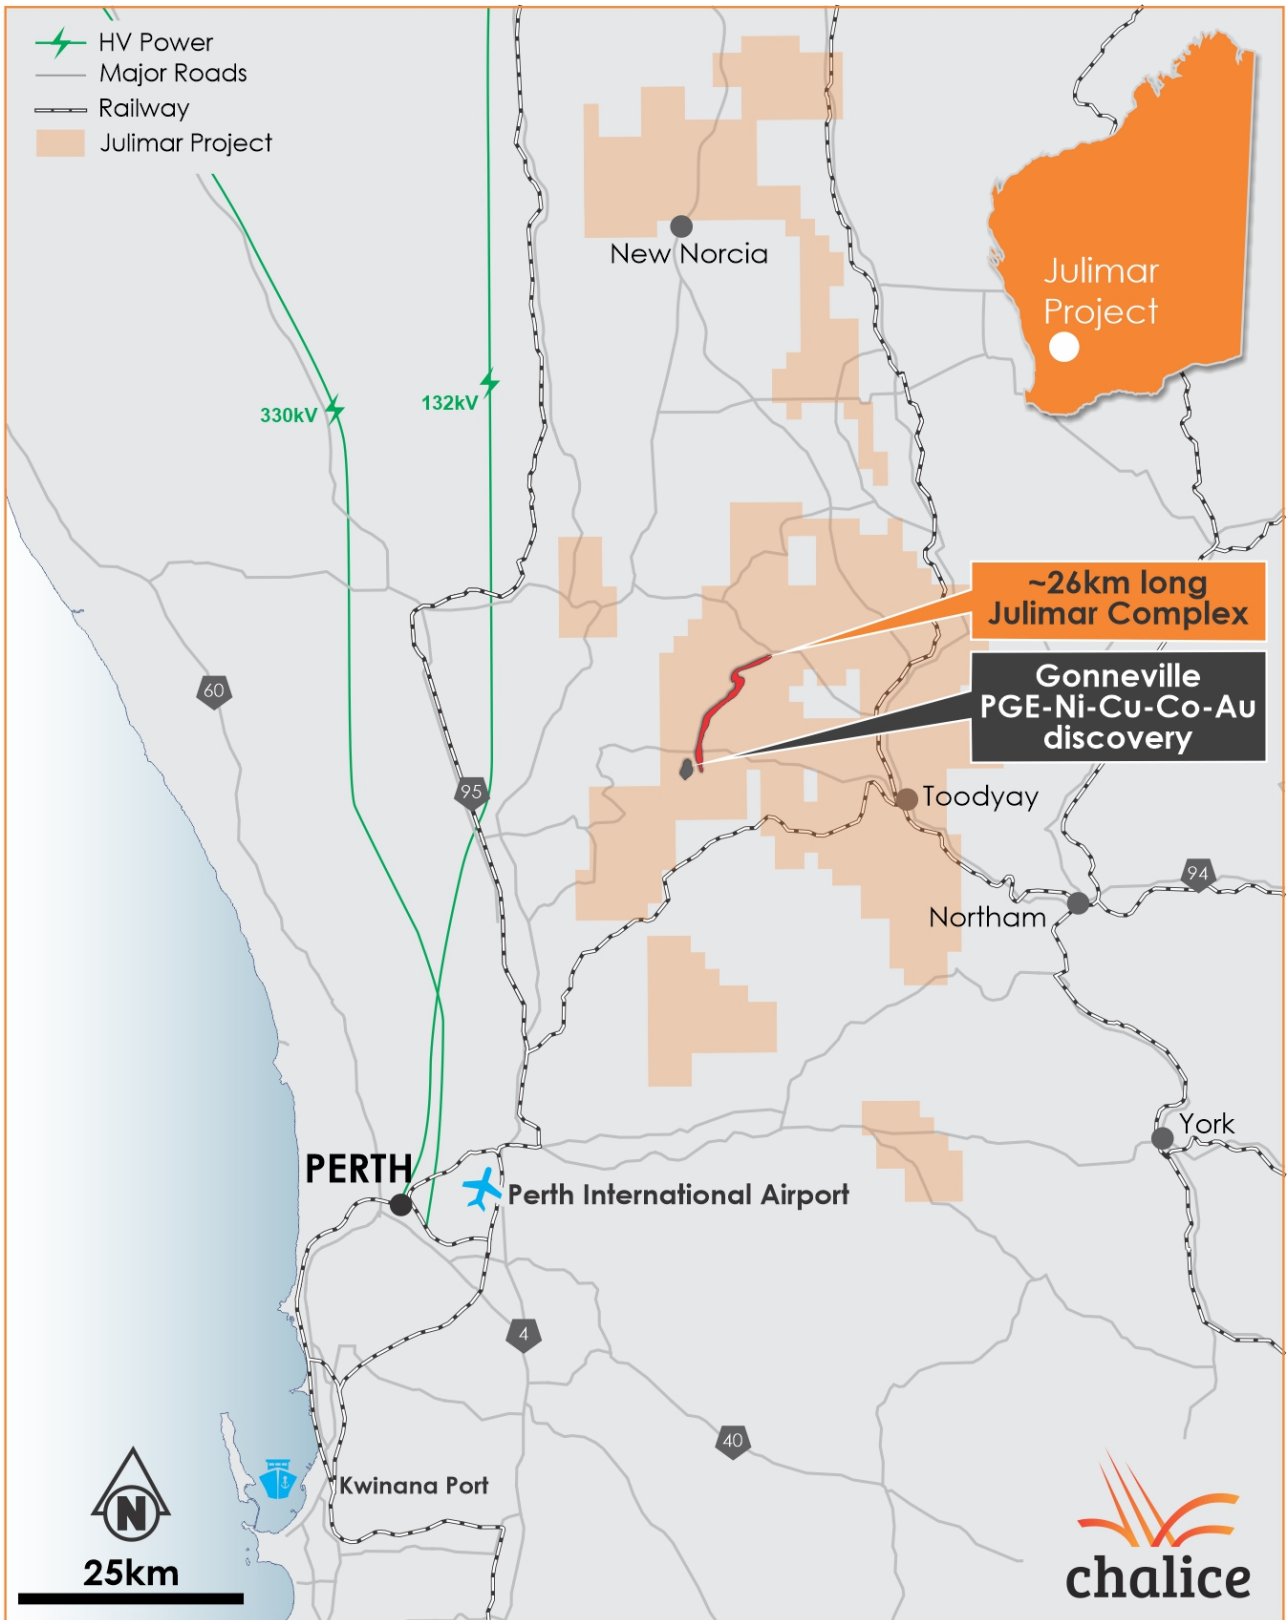 HV Power
Major Roads
Railway
Julimar Project
New Norcia
Julimar
Project
330kV
132kV
~26km long
Julimar Complex
Gonneville
PGE-Ni-Cu-Co-Au
discovery
60
95
Toodyay
94
Northam
York
PERTH
Perth International Airport
4
40
Kwinana Port
N
25km
chalice